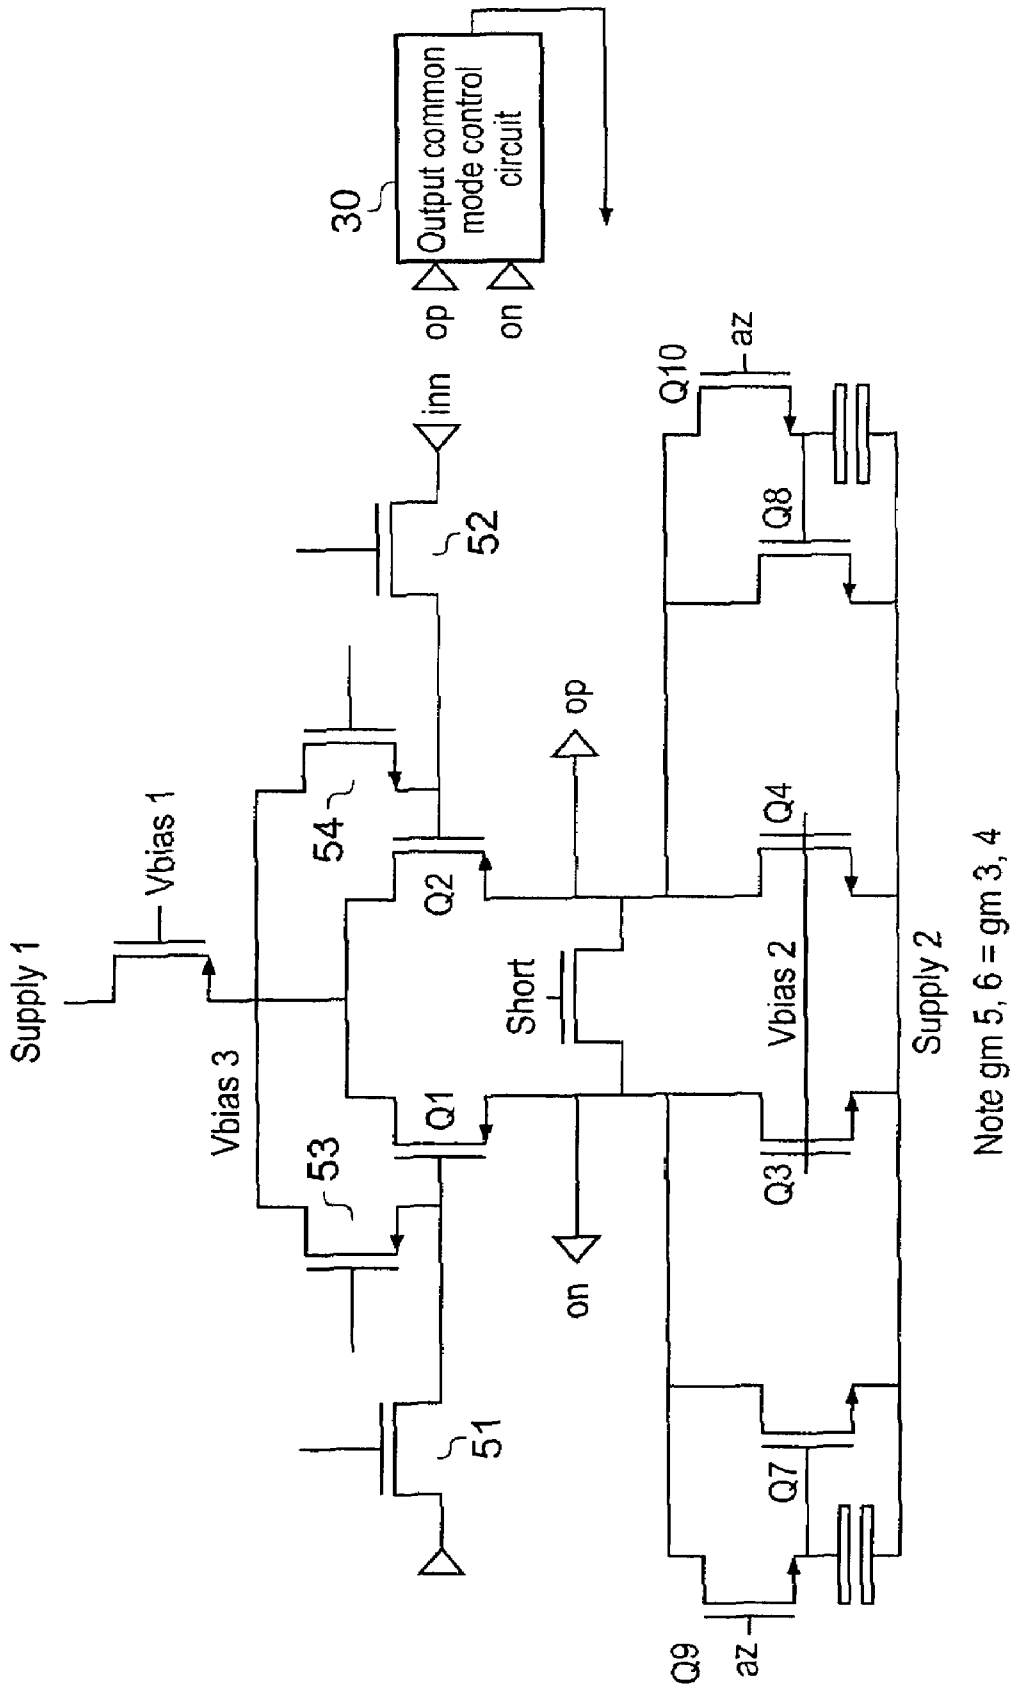 Supply 1
Vbias 1
Vbias 3
53
54
51
52
inn
Q1
Q2
Short
on
op
30
Output common
mode control
circuit
op
on
Q9
az
Q7
Q3
Vbias 2
Q4
Q8
Q10
az
Supply 2
Note gm 5, 6 = gm 3, 4